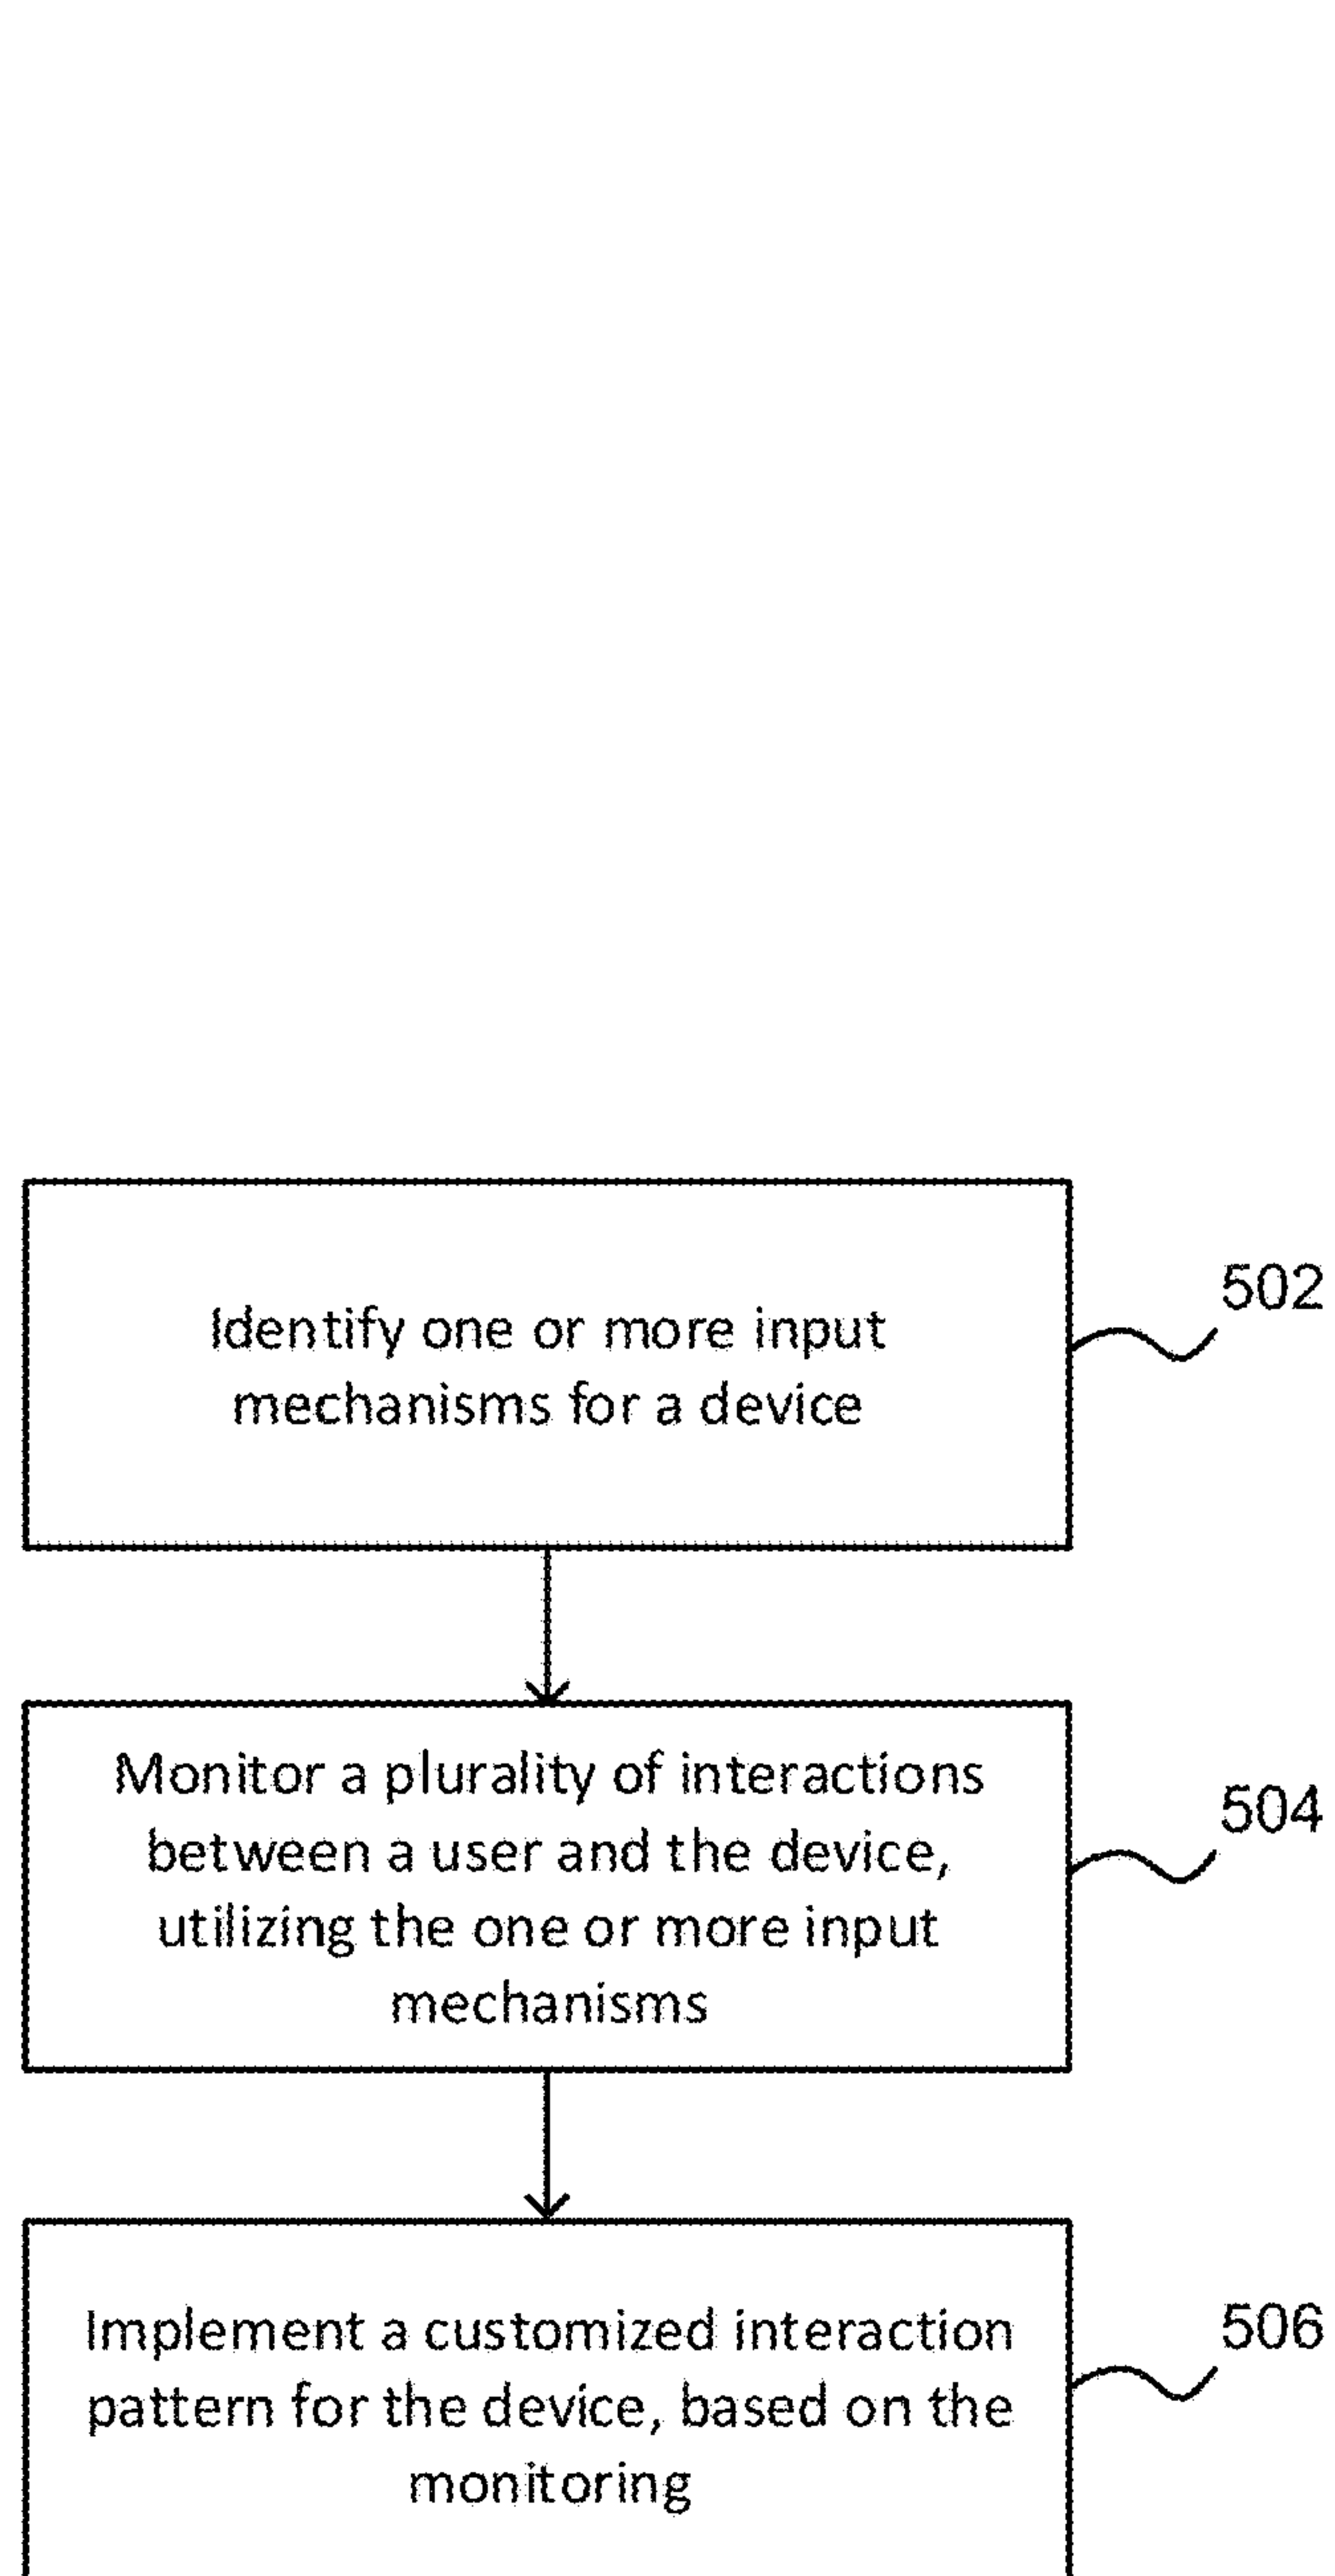 Identify one or more input
mechanisms for a device
502
Monitor a plurality of interactions
between a user and the device,
utilizing the one or more input
mechanisms
504
Implement a customized interaction
pattern for the device, based on the
monitoring
506